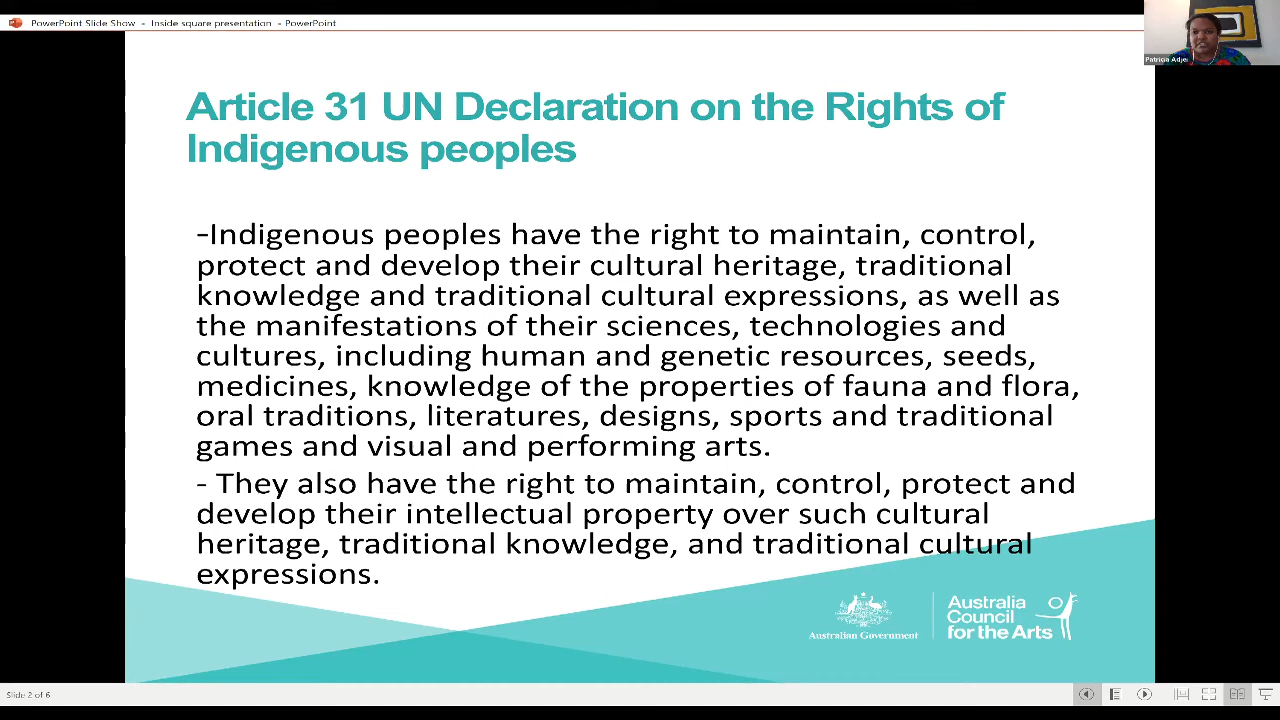 PowerPoint Slide Show - Inside square presentation - PowerPoint
Patricia Adjei
Article 31 UN Declaration on the Rights of
Indigenous peoples
-Indigenous peoples have the right to maintain, control,
protect and develop their cultural heritage, traditional
knowledge and traditional cultural expressions, as well as
the manifestations of their sciences, technologies and
cultures, including human and genetic resources, seeds,
medicines, knowledge of the properties of fauna and flora,
oral traditions, literatures, designs, sports and traditional
games and visual and performing arts.
- They also have the right to maintain, control, protect and
develop their intellectual property over such cultural
heritage, traditional knowledge, and traditional cultural
expressions.
Australian Government
Australia
Council
for the Arts
Slide 2 of 6